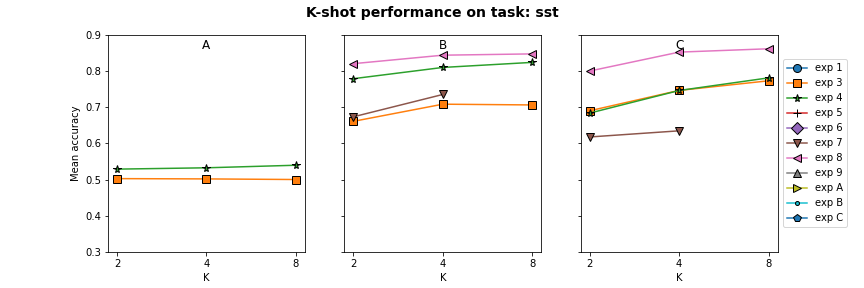 K-shot performance on task: sst
A
B
C
Mean accuracy
0.9
0.8
0.7
0.6
0.5
0.4
0.3
2 4 8
K
2 4 8
K
2 4 8
K
exp 1
exp 3
exp 4
exp 5
exp 6
exp 7
exp 8
exp 9
exp A
exp B
exp C